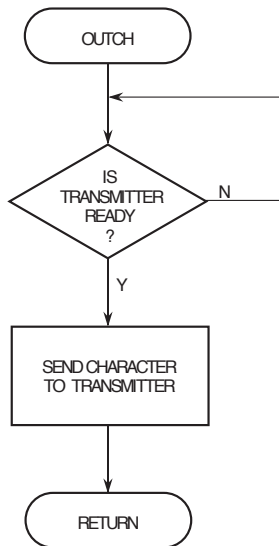 OUTCH
IS
TRANSMITTER
READY
?
N
Y
SEND CHARACTER
TO TRANSMITTER
RETURN